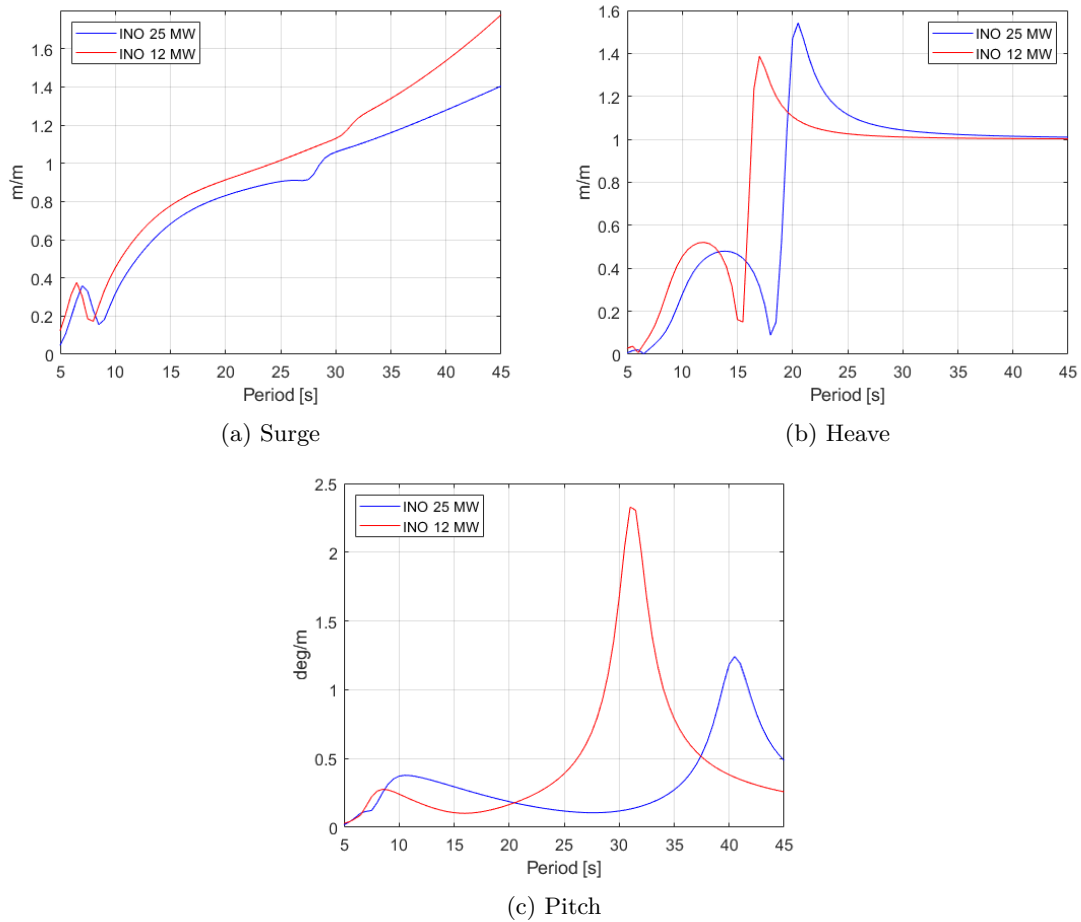 INO 25 MW
INO 12 MW
m/m
1.6
1.4
1.2
1
0.8
0.6
0.4
0.2
0
5 10 15 20 25 30 35 40 45
Period [s]
(a) Surge
INO 25 MW
INO 12 MW
m/m
1.6
1.4
1.2
1
0.8
0.6
0.4
0.2
0
5 10 15 20 25 30 35 40 45
Period [s]
(b) Heave
INO 25 MW
INO 12 MW
deg/m
2.5
2
1.5
1
0.5
0
5 10 15 20 25 30 35 40 45
Period [s]
(c) Pitch